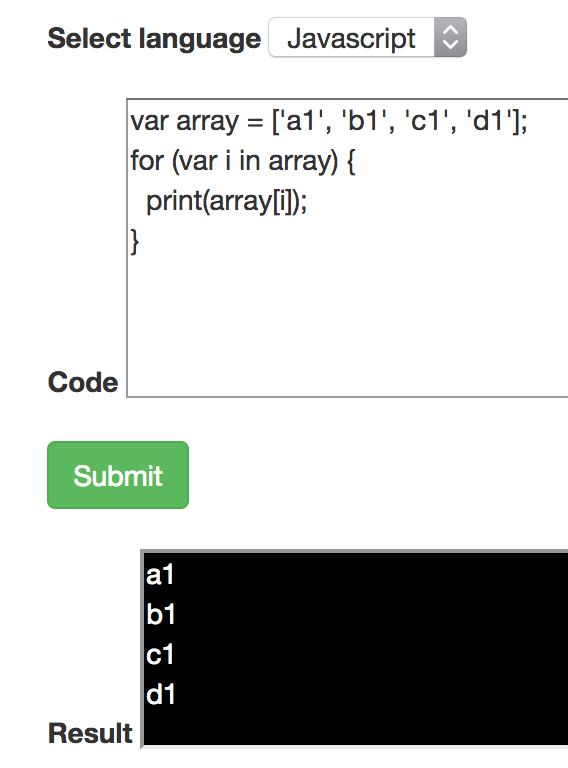 Select language Javascript
var array = ['a1', 'b1', 'c1', 'd1'];
for (var i in array) {
  print(array[i]);
}
Code
Submit
a1
b1
c1
d1
Result